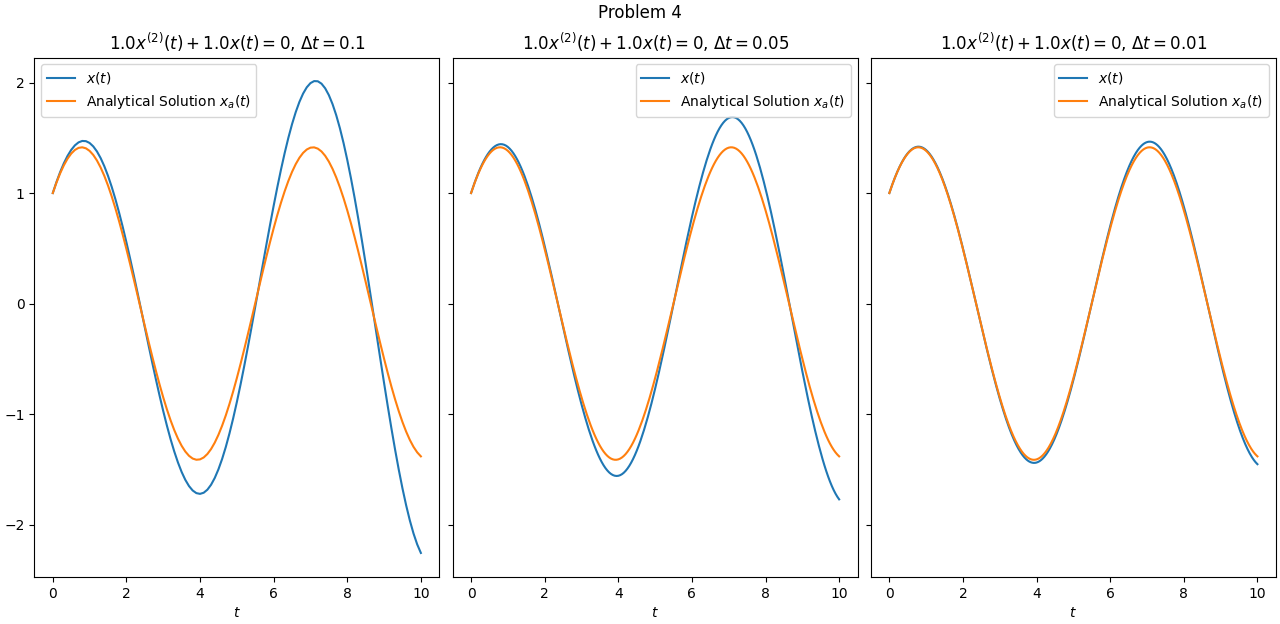 Problem 4
1.0x^{(2)}(t) + 1.0x(t) = 0, Δt = 0.1
1.0x^{(2)}(t) + 1.0x(t) = 0, Δt = 0.05
1.0x^{(2)}(t) + 1.0x(t) = 0, Δt = 0.01
x(t)
Analytical Solution x_a(t)
x(t)
Analytical Solution x_a(t)
x(t)
Analytical Solution x_a(t)
2
1
0
−1
−2
0 2 4 6 8 10
0 2 4 6 8 10
0 2 4 6 8 10
t
t
t